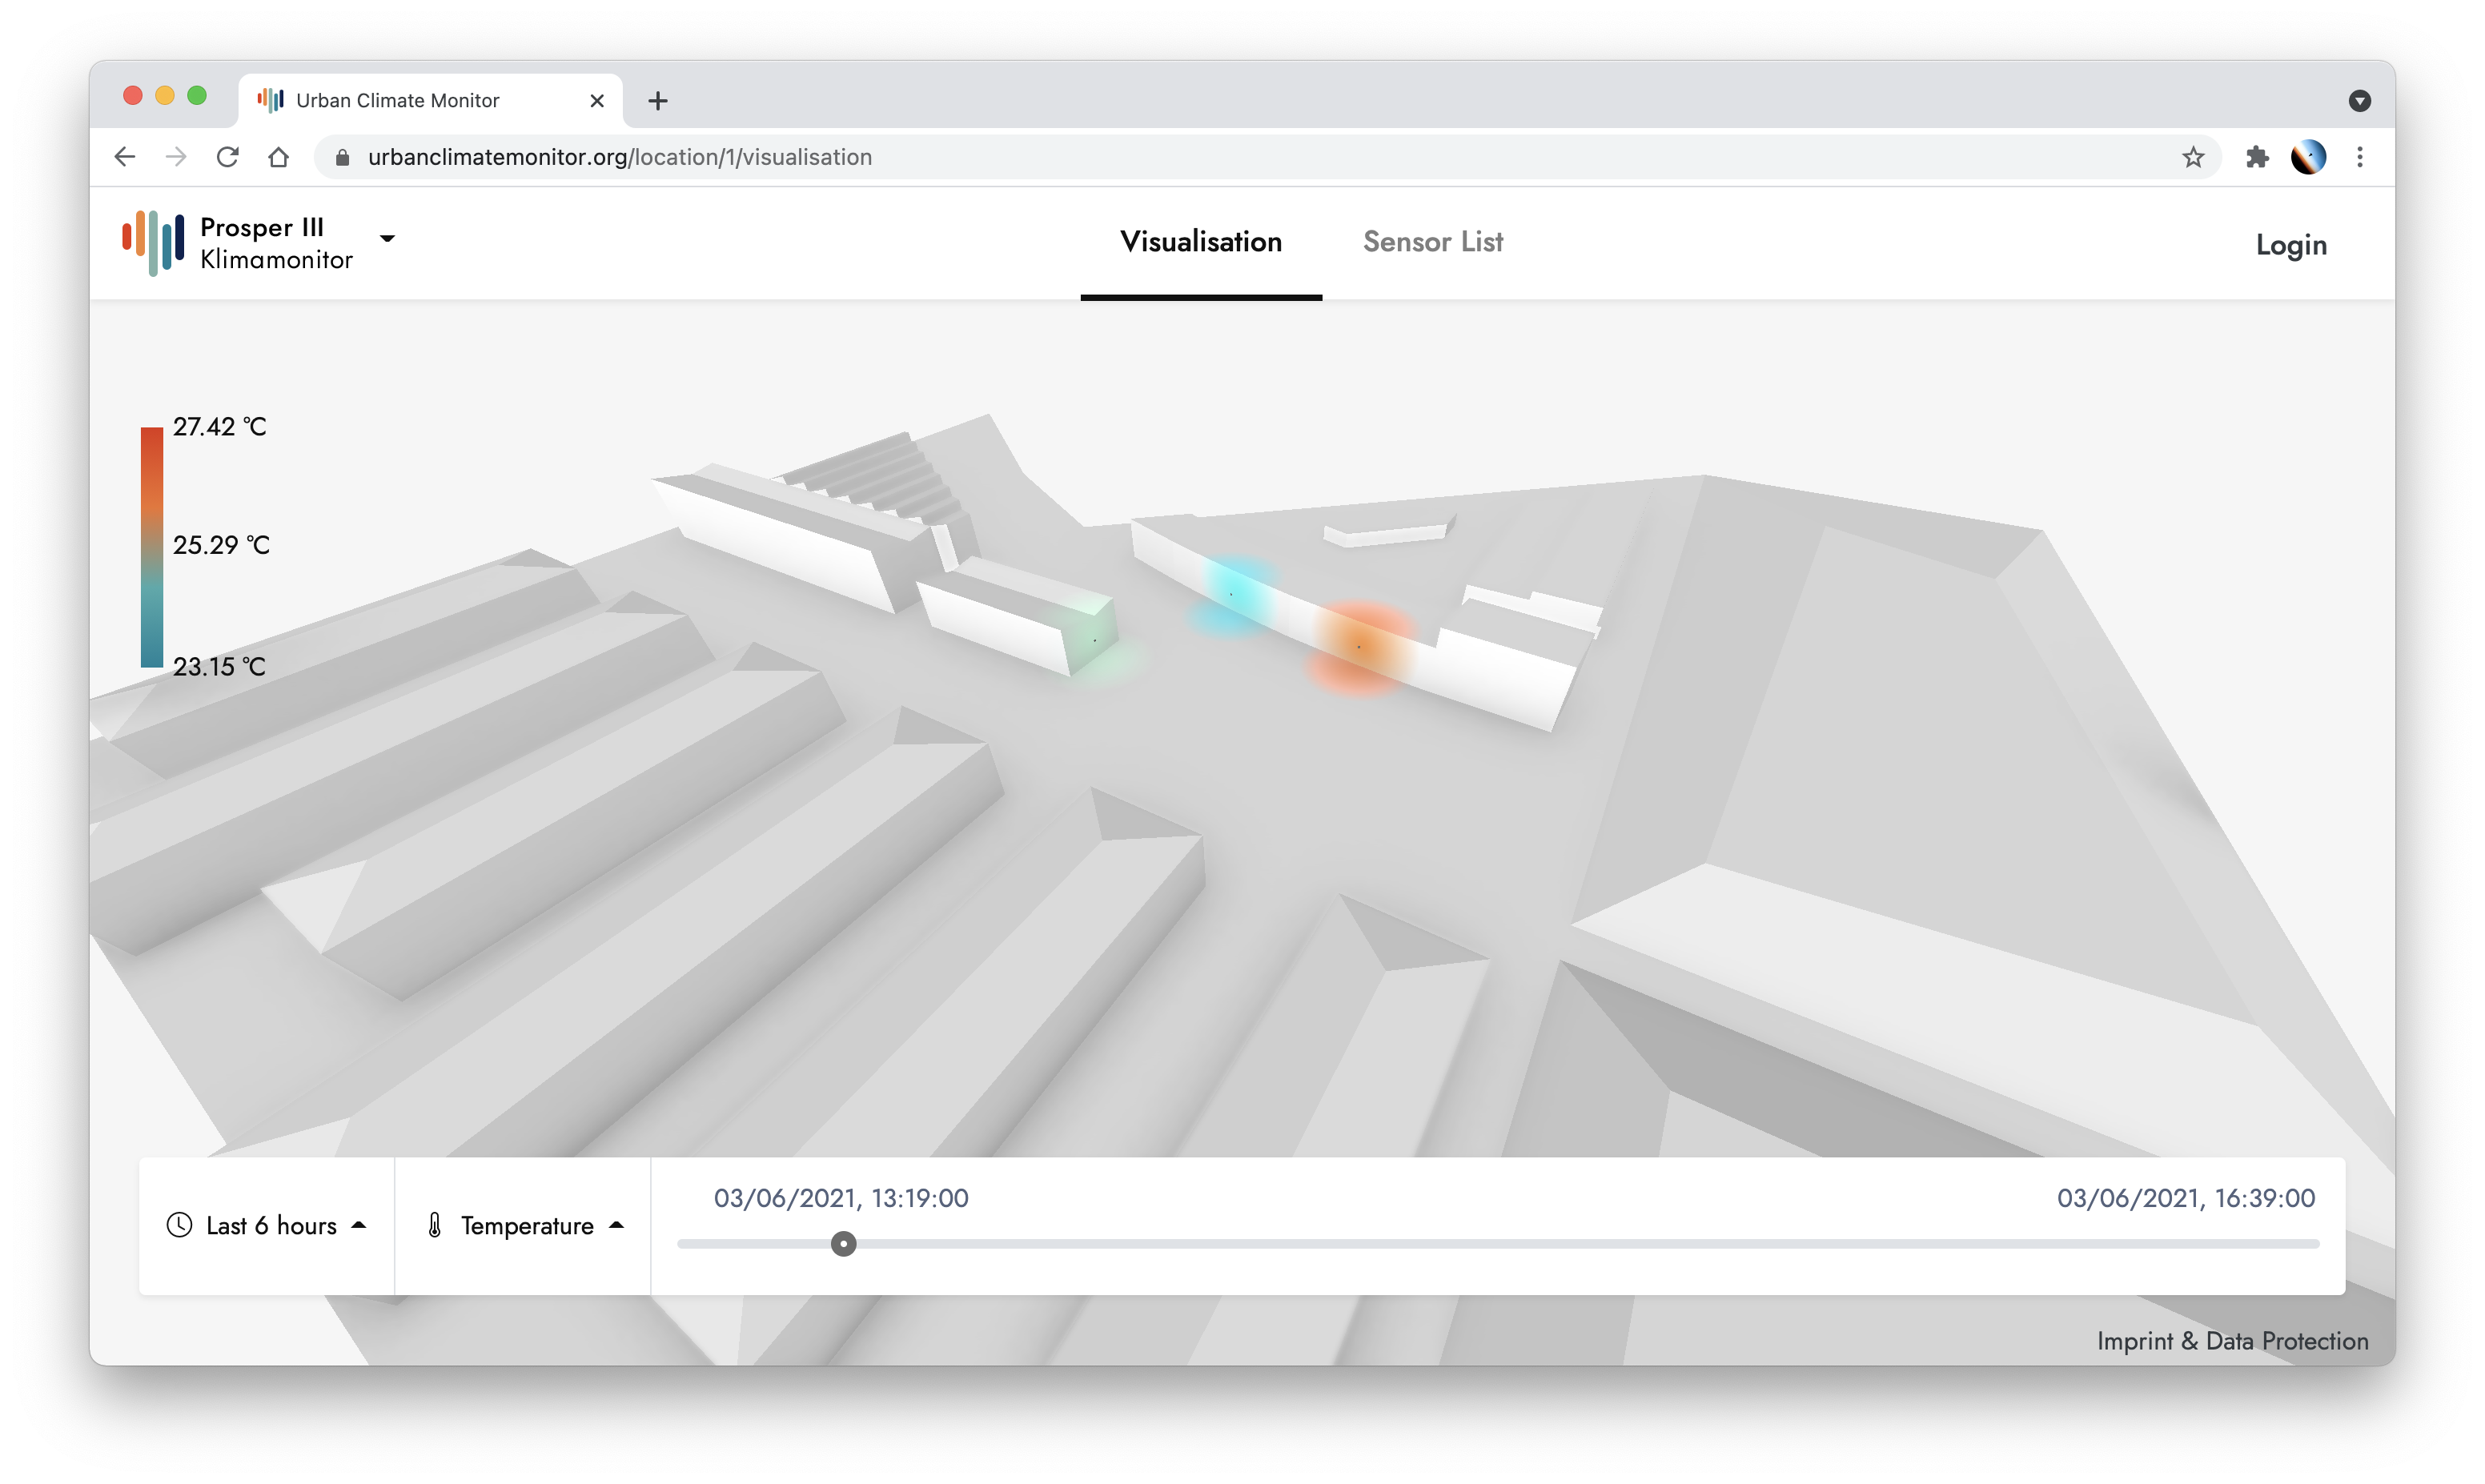 Urban Climate Monitor
urbanclimatemonitor.org/location/1/visualisation
Prosper III
Klimamonitor
Visualisation
Sensor List
Login
27.42 °C
25.29 °C
23.15 °C
Last 6 hours
Temperature
03/06/2021, 13:19:00
03/06/2021, 16:39:00
Imprint & Data Protection